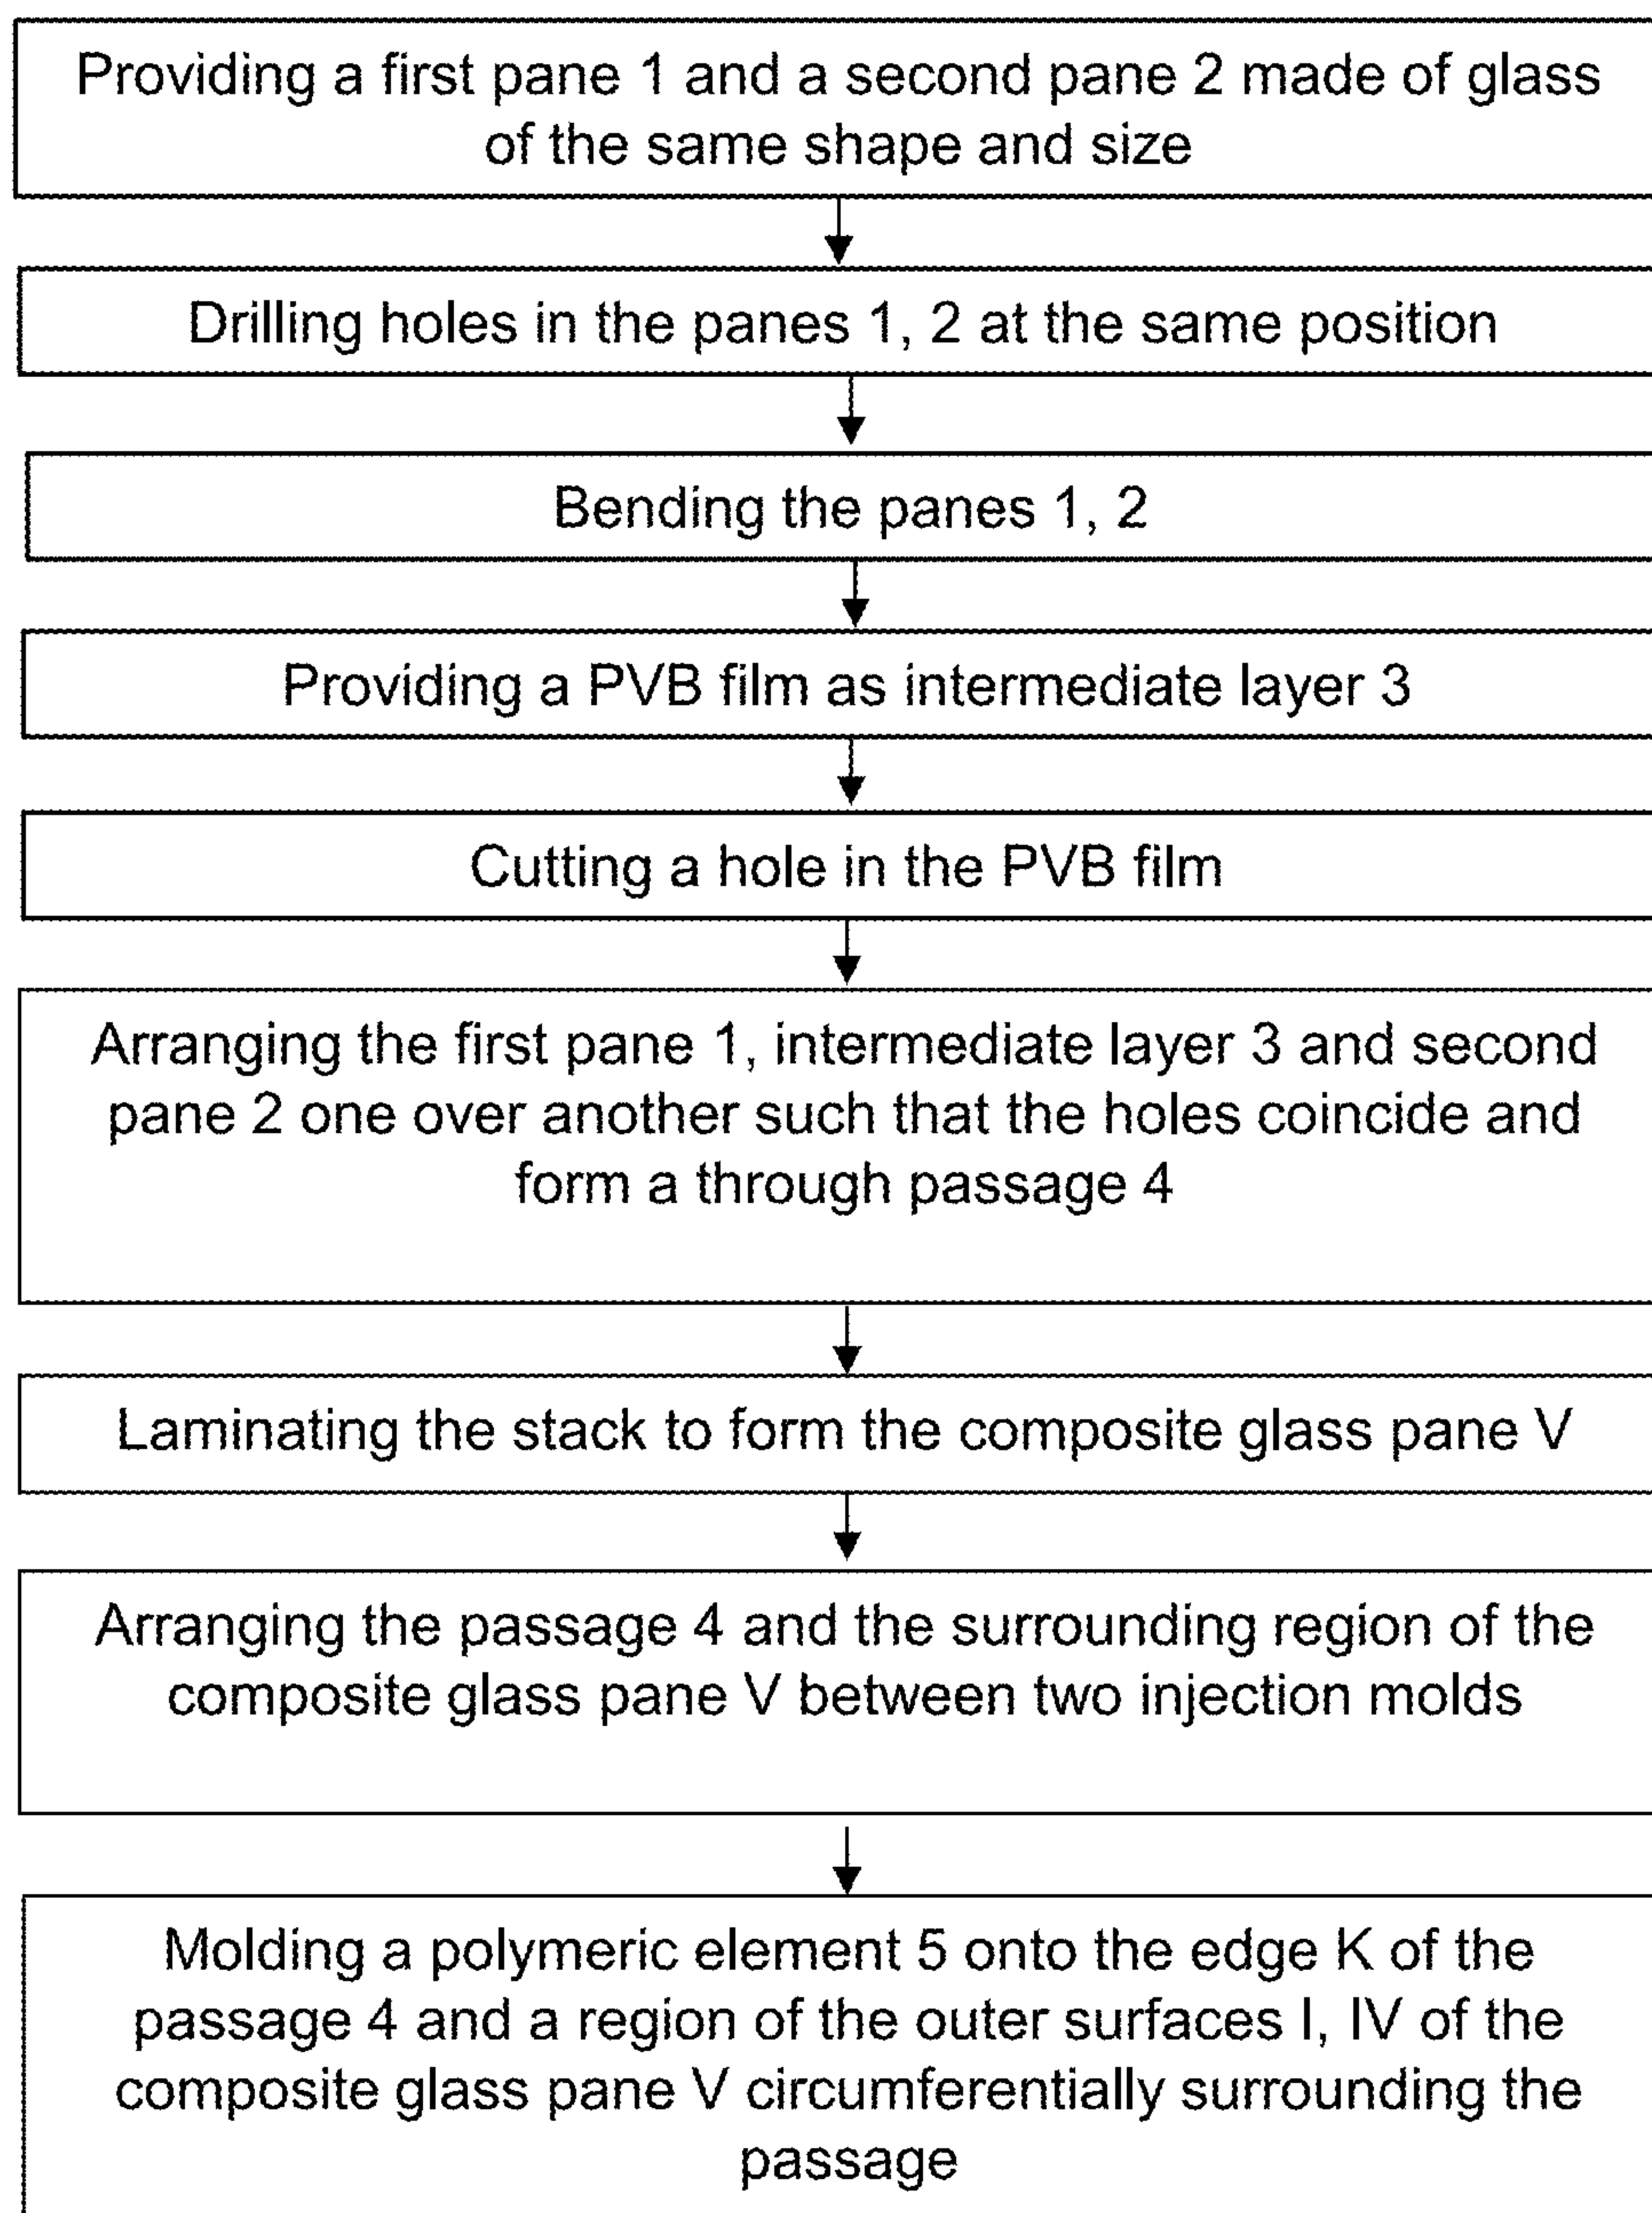 Providing a first pane 1 and a second pane 2 made of glass
of the same shape and size
Drilling holes in the panes 1, 2 at the same position
Bending the panes 1, 2
Providing a PVB film as intermediate layer 3
Cutting a hole in the PVB film
Arranging the first pane 1, intermediate layer 3 and second
pane 2 one over another such that the holes coincide and
form a through passage 4
Laminating the stack to form the composite glass pane V
Arranging the passage 4 and the surrounding region of the
composite glass pane V between two injection molds
Molding a polymeric element 5 onto the edge K of the
passage 4 and a region of the outer surfaces I, IV of the
composite glass pane V circumferentially surrounding the
passage